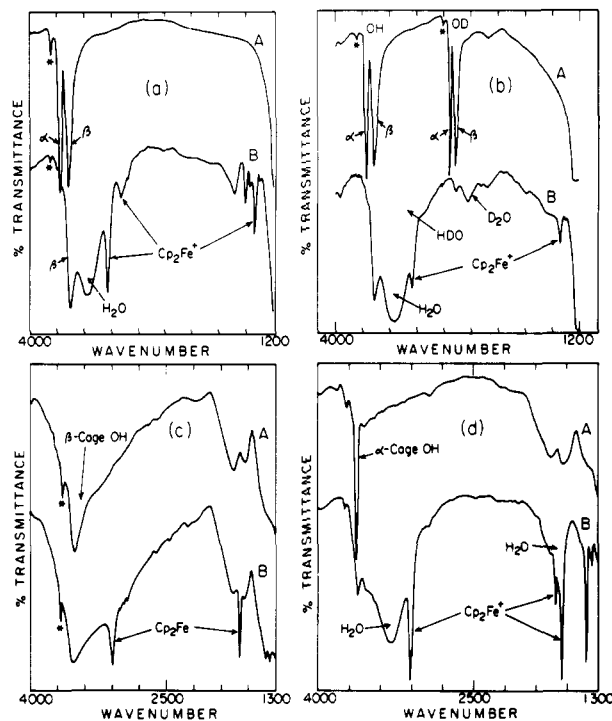 % TRANSMITTANCE
(a)
A
*
α
β
*
B
β
H₂O
Cp₂Fe⁺
4000
1200
WAVENUMBER
% TRANSMITTANCE
(b)
OH
OD
*
*
A
α
β
α
β
B
HDO
D₂O
Cp₂Fe⁺
H₂O
4000
1200
WAVENUMBER
% TRANSMITTANCE
(c)
A
β-Cage OH
*
B
*
Cp₂Fe
4000
2500
1300
WAVENUMBER
% TRANSMITTANCE
(d)
A
α-Cage OH
B
H₂O
H₂O
Cp₂Fe⁺
4000
2500
1300
WAVENUMBER